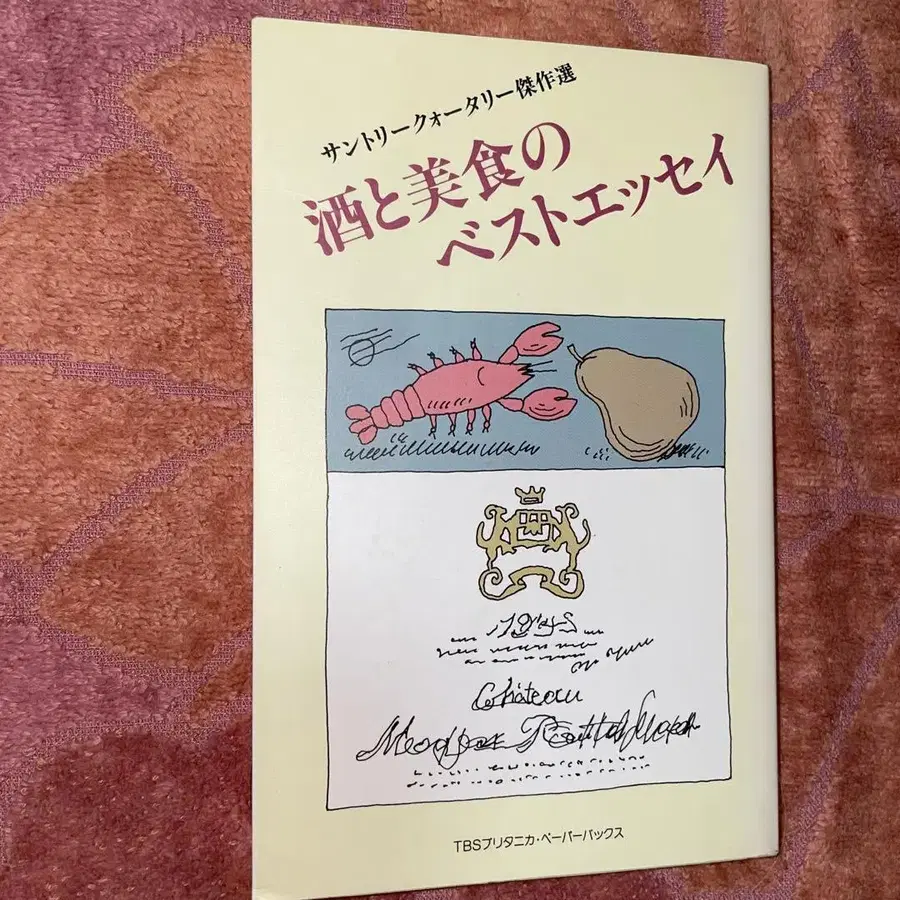 サントリークォータリー傑作選
酒と美食の
ベストエッセイ
1945
Château
TBSブリタニカ・ペーパーバックス